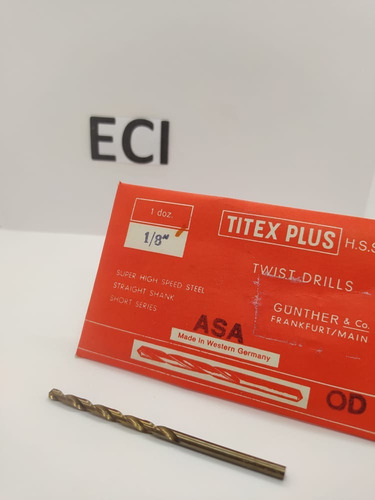 ECI
1 doz.
1/8"
TITEX PLUS
H.S.S
TWIST DRILLS
SUPER HIGH SPEED STEEL
STRAIGHT SHANK
SHORT SERIES
GÜNTHER & Co.
FRANKFURT/MAIN
ASA
Made in Western Germany
OD